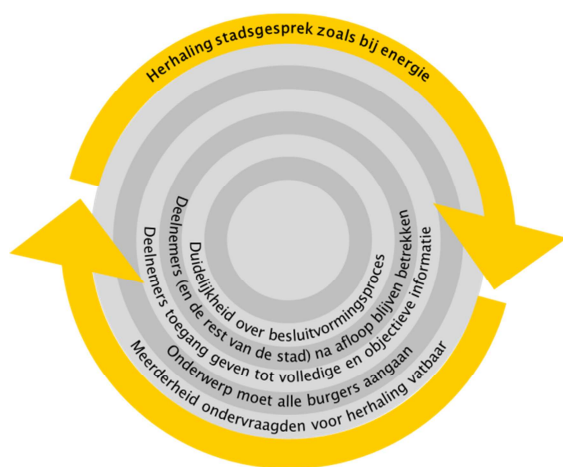 Herhaling stadsgesprek zoals bij energie
Duidelijkheid over besluitvormingsproces
Deelnemers (en de rest van de stad) na afloop blijven betrekken
Deelnemers toegang geven tot volledige en objectieve informatie
Onderwerp moet alle burgers aangaan
Meerderheid ondervraagden voor herhaling vatbaar